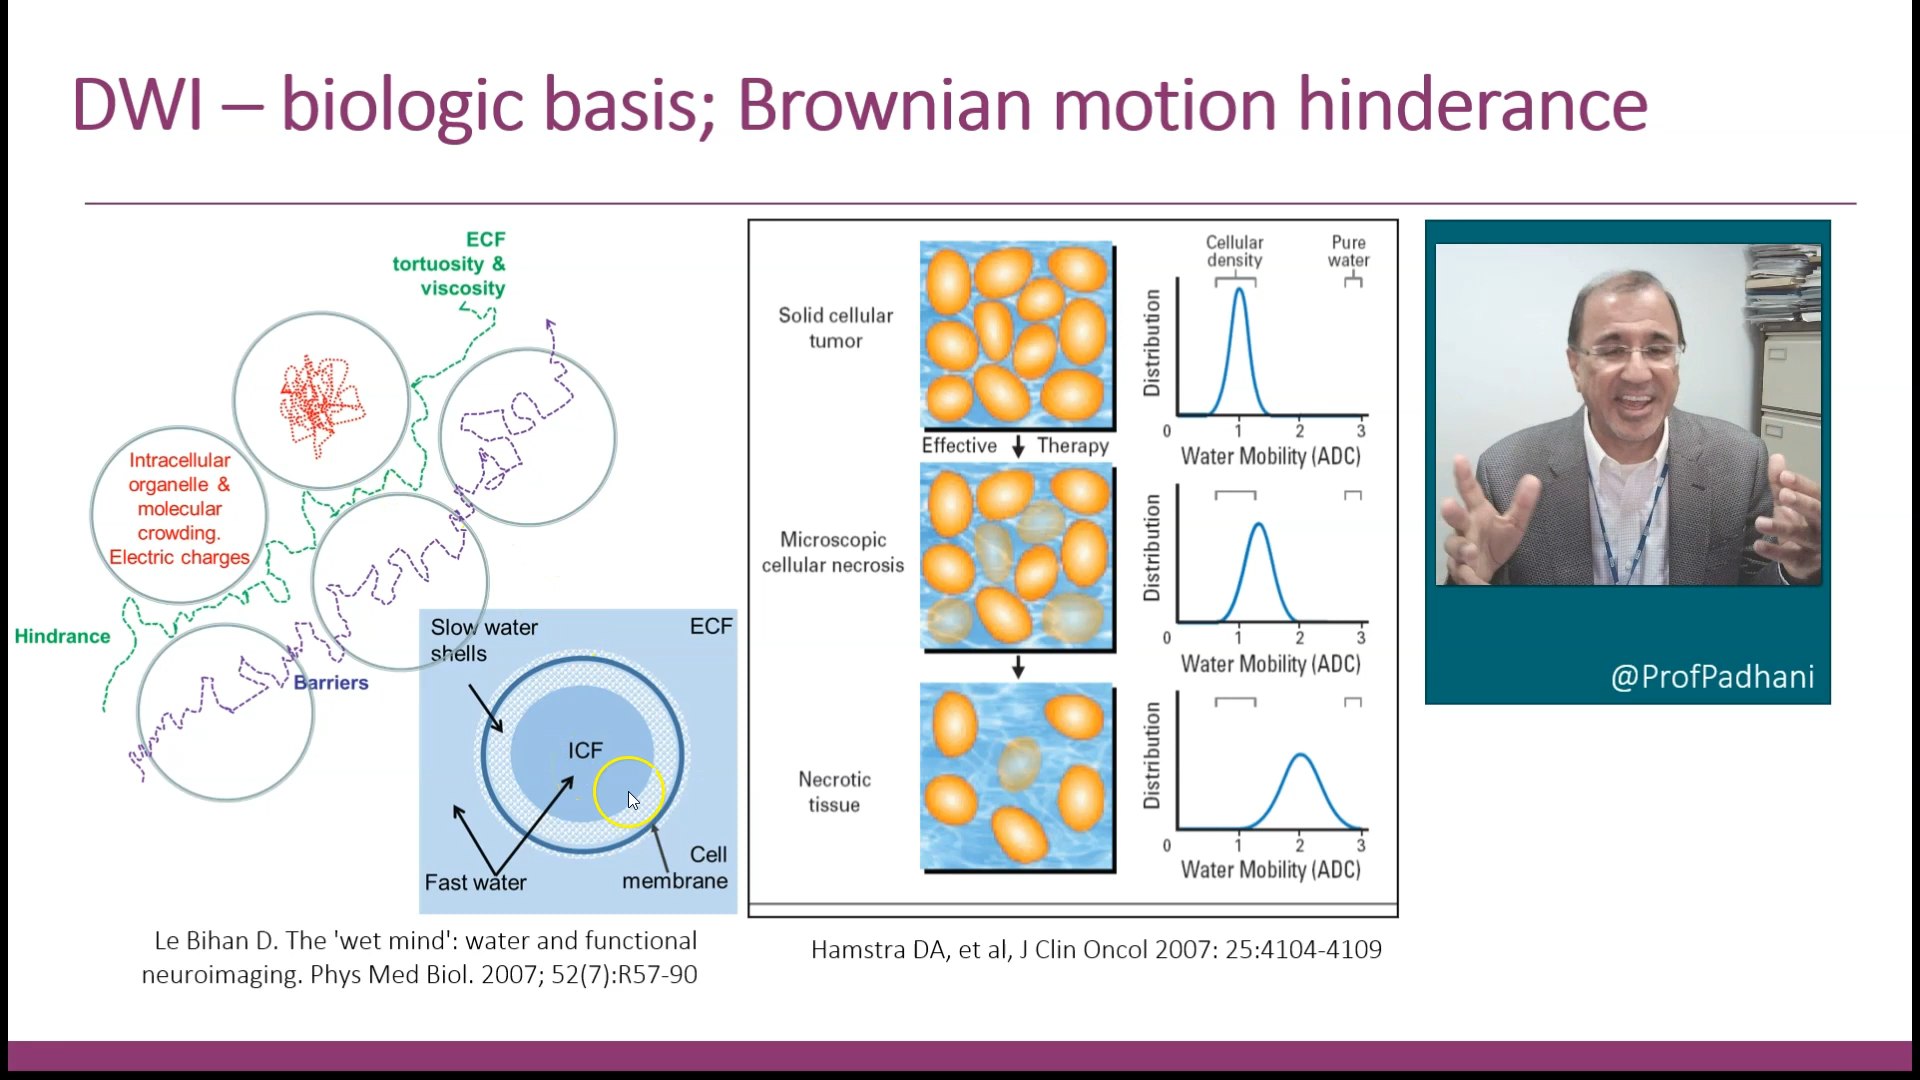 DWI – biologic basis; Brownian motion hinderance
ECF
tortuosity &
viscosity
Intracellular
organelle &
molecular
crowding.
Electric charges
Hindrance
Barriers
Slow water
shells
ECF
ICF
Fast water
Cell
membrane
Le Bihan D. The 'wet mind': water and functional
neuroimaging. Phys Med Biol. 2007; 52(7):R57-90
Solid cellular
tumor
Effective Therapy
Microscopic
cellular necrosis
Necrotic
tissue
Cellular
density
Pure
water
Distribution
0 1 2 3
Water Mobility (ADC)
Distribution
0 1 2 3
Water Mobility (ADC)
Distribution
0 1 2 3
Water Mobility (ADC)
Hamstra DA, et al, J Clin Oncol 2007: 25:4104-4109
@ProfPadhani